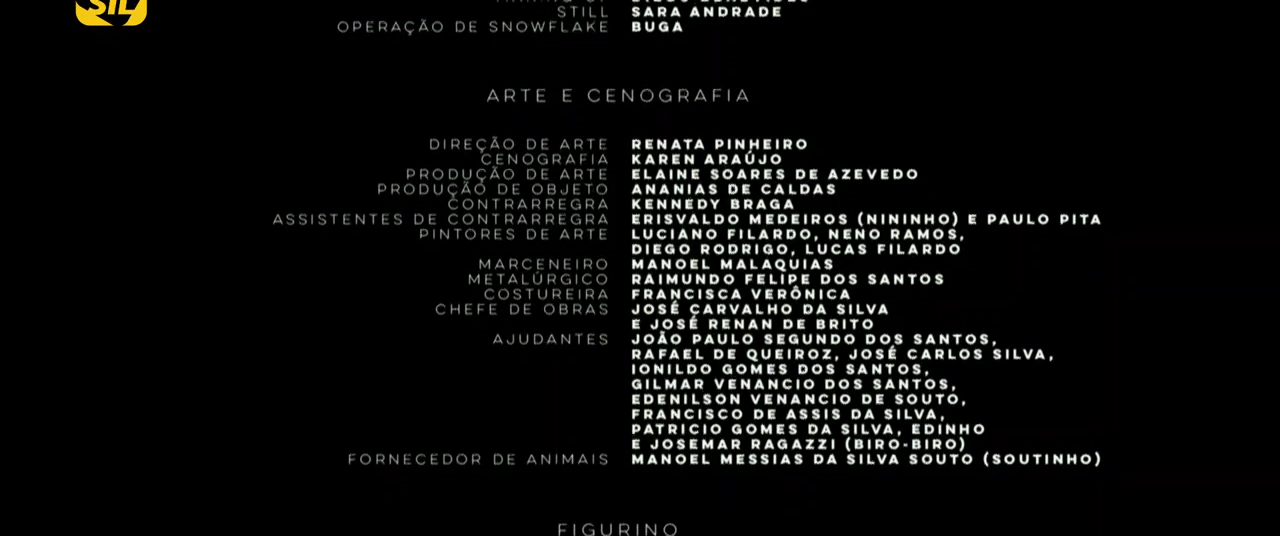 SIL
STILL SARA ANDRADE
OPERAÇÃO DE SNOWFLAKE BUGA
ARTE E CENOGRAFIA
DIREÇÃO DE ARTE RENATA PINHEIRO
CENOGRAFIA KAREN ARAÚJO
PRODUÇÃO DE ARTE ELAINE SOARES DE AZEVEDO
PRODUÇÃO DE OBJETO ANANIAS DE CALDAS
CONTRARREGRA KENNEDY BRAGA
ASSISTENTES DE CONTRARREGRA ERISVALDO MEDEIROS (NININHO) E PAULO PITA
PINTORES DE ARTE LUCIANO FILARDO, NENO RAMOS,
DIEGO RODRIGO, LUCAS FILARDO
MARCENEIRO MANOEL MALAQUIAS
METALÚRGICO RAIMUNDO FELIPE DOS SANTOS
COSTUREIRA FRANCISCA VERÔNICA
CHEFE DE OBRAS JOSÉ CARVALHO DA SILVA
E JOSÉ RENAN DE BRITO
AJUDANTES JOÃO PAULO SEGUNDO DOS SANTOS,
RAFAEL DE QUEIROZ, JOSÉ CARLOS SILVA,
IONILDO GOMES DOS SANTOS,
GILMAR VENANCIO DOS SANTOS,
EDENILSON VENANCIO DE SOUTO,
FRANCISCO DE ASSIS DA SILVA,
PATRICIO GOMES DA SILVA, EDINHO
E JOSEMAR RAGAZZI (BIRO-BIRO)
FORNECEDOR DE ANIMAIS MANOEL MESSIAS DA SILVA SOUTO (SOUTINHO)
FIGURINO